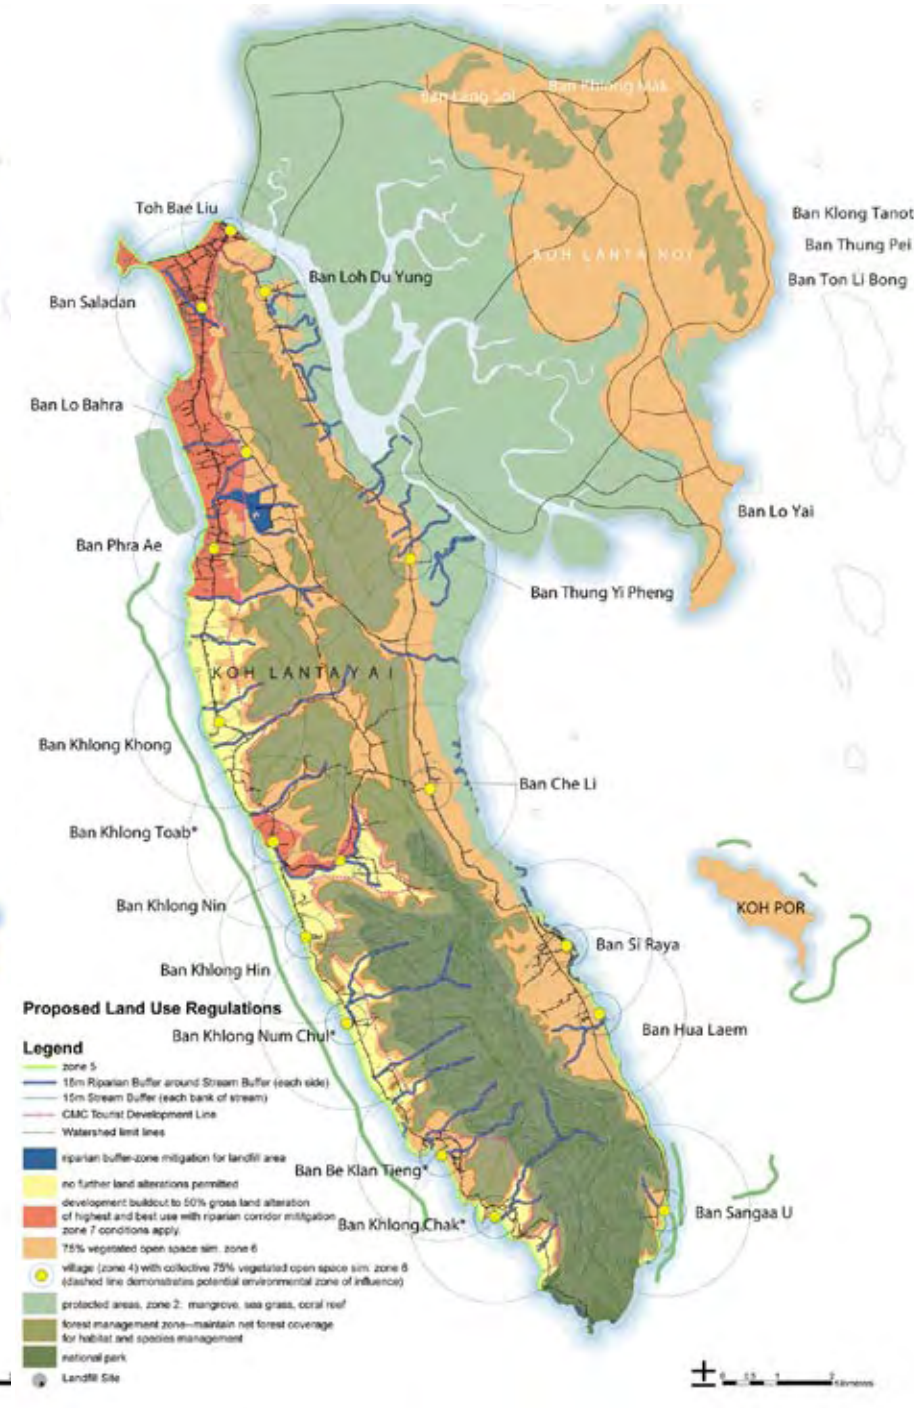 Ban Lang Sol
Ban Khlong Mak
Toh Bae Liu
Ban Klong Tanot
Ban Thung Pei
KOH LANTA NOI
Ban Loh Du Yung
Ban Ton Li Bong
Ban Saladan
Ban Lo Bahra
Ban Lo Yai
Ban Phra Ae
Ban Thung Yi Pheng
KOH LANTA YAI
Ban Khlong Khong
Ban Che Li
Ban Khlong Toab*
Ban Khlong Nin
KOH POR
Ban Si Raya
Ban Khlong Hin
Ban Hua Laem
Ban Khlong Num Chul*
Ban Be Klan Tieng*
Ban Khlong Chak*
Ban Sangaa U
Proposed Land Use Regulations
Legend
zone 5
15m Riparian Buffer around Stream Buffer (each side)
15m Stream Buffer (each bank of stream)
CMC Tourist Development Line
Watershed limit lines
riparian buffer-zone mitigation for landfill area
no further land alterations permitted
development buildout to 50% gross land alteration
of highest and best use with riparian corridor mititgation
zone 7 conditions apply.
75% vegetated open space sim. zone 6
village (zone 4) with collective 75% vegetated open space sim. zone 6
(dashed line demonstrates potential environmental zone of influence)
protected areas, zone 2: mangrove, sea grass, coral reef
forest management zone--maintain net forest coverage
for habitat and species management
national park
Landfill Site
0
2